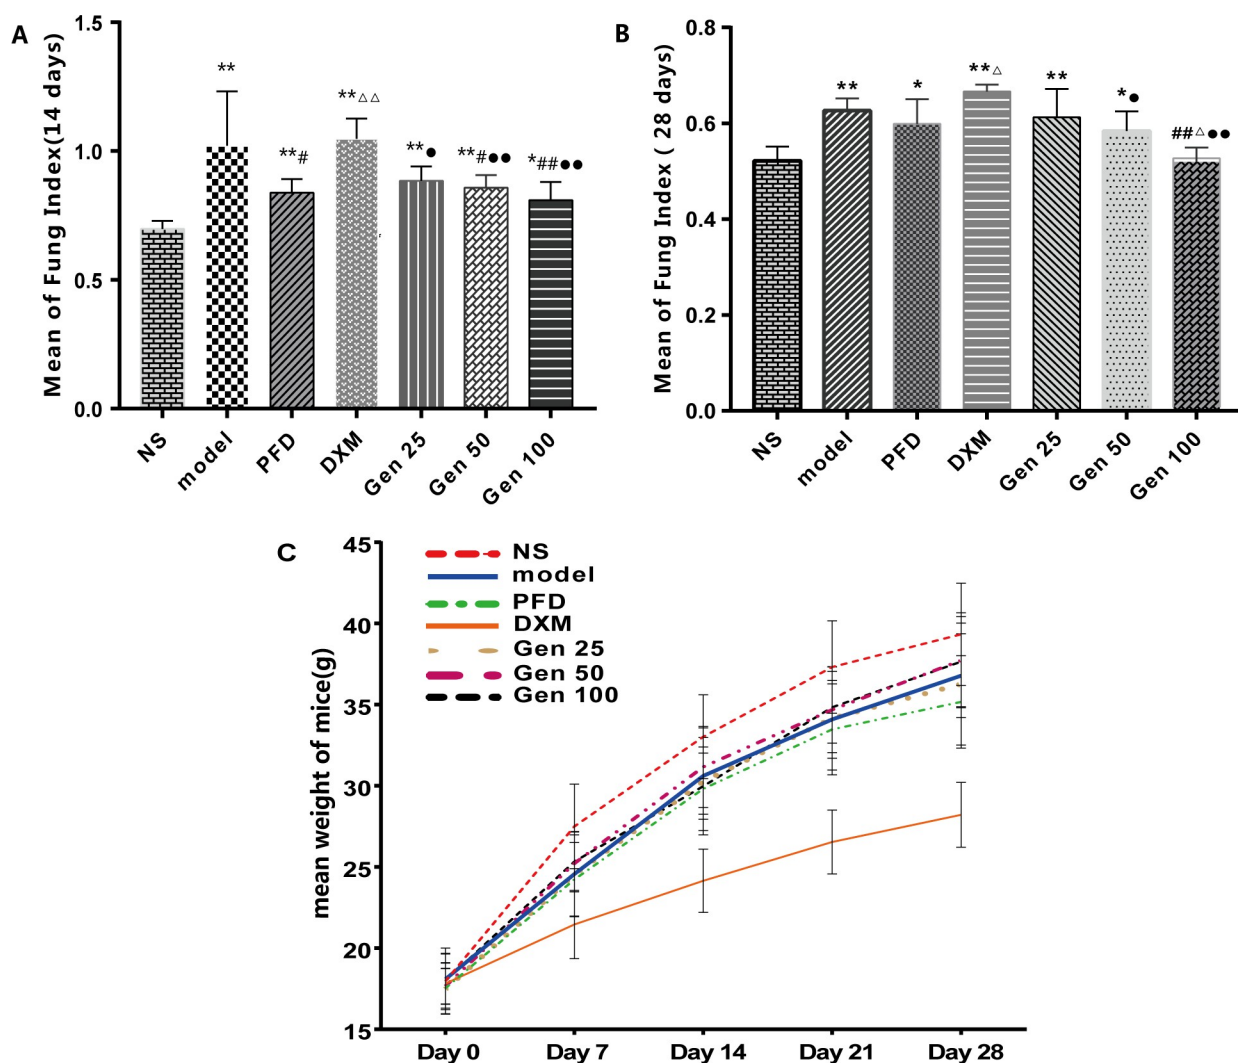 A
Mean of Fung Index(14 days)
1.5
1.0
0.5
0.0
**
**#
**△△
**●
**#●●
*##●●
NS
model
PFD
DXM
Gen 25
Gen 50
Gen 100
B
Mean of Fung Index ( 28 days)
0.8
0.6
0.4
0.2
0.0
**
*
**△
**
*●
##△●●
NS
model
PFD
DXM
Gen 25
Gen 50
Gen 100
C
mean weight of mice(g)
45
40
35
30
25
20
15
NS
model
PFD
DXM
Gen 25
Gen 50
Gen 100
Day 0
Day 7
Day 14
Day 21
Day 28